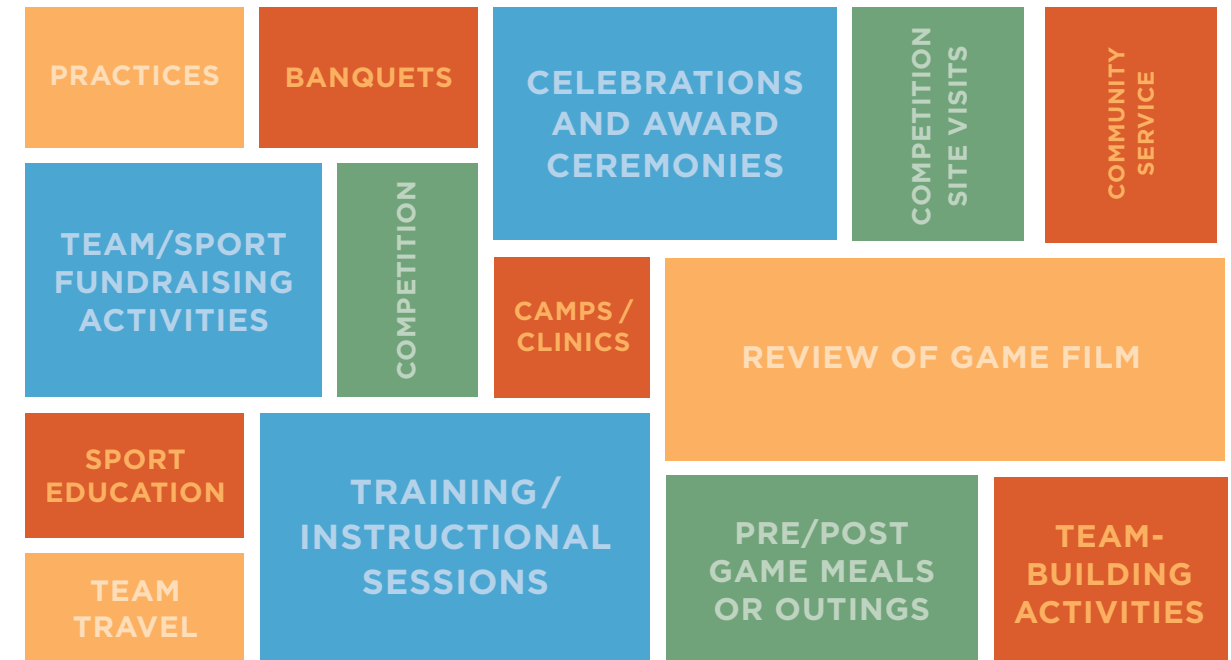 PRACTICES
BANQUETS
CELEBRATIONS
AND AWARD
CEREMONIES
COMPETITION
SITE VISITS
COMMUNITY
SERVICE
TEAM/SPORT
FUNDRAISING
ACTIVITIES
COMPETITION
CAMPS /
CLINICS
REVIEW OF GAME FILM
SPORT
EDUCATION
TRAINING/
INSTRUCTIONAL
SESSIONS
PRE/POST
GAME MEALS
OR OUTINGS
TEAM-
BUILDING
ACTIVITIES
TEAM
TRAVEL